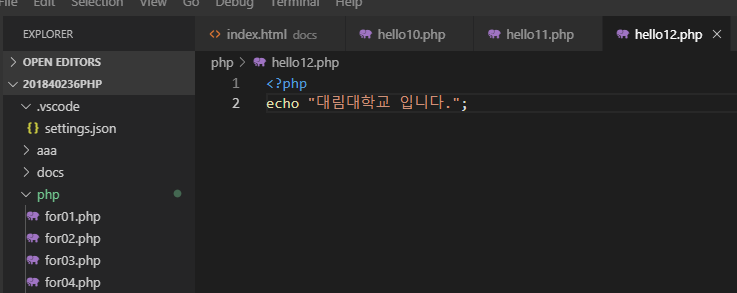 File Edit Selection View Go Debug Terminal Help
EXPLORER
index.html docs
hello10.php
hello11.php
hello12.php
OPEN EDITORS
201840236PHP
.vscode
settings.json
aaa
docs
php
for01.php
for02.php
for03.php
for04.php
php > hello12.php
1 <?php
2 echo "대림대학교 입니다.";